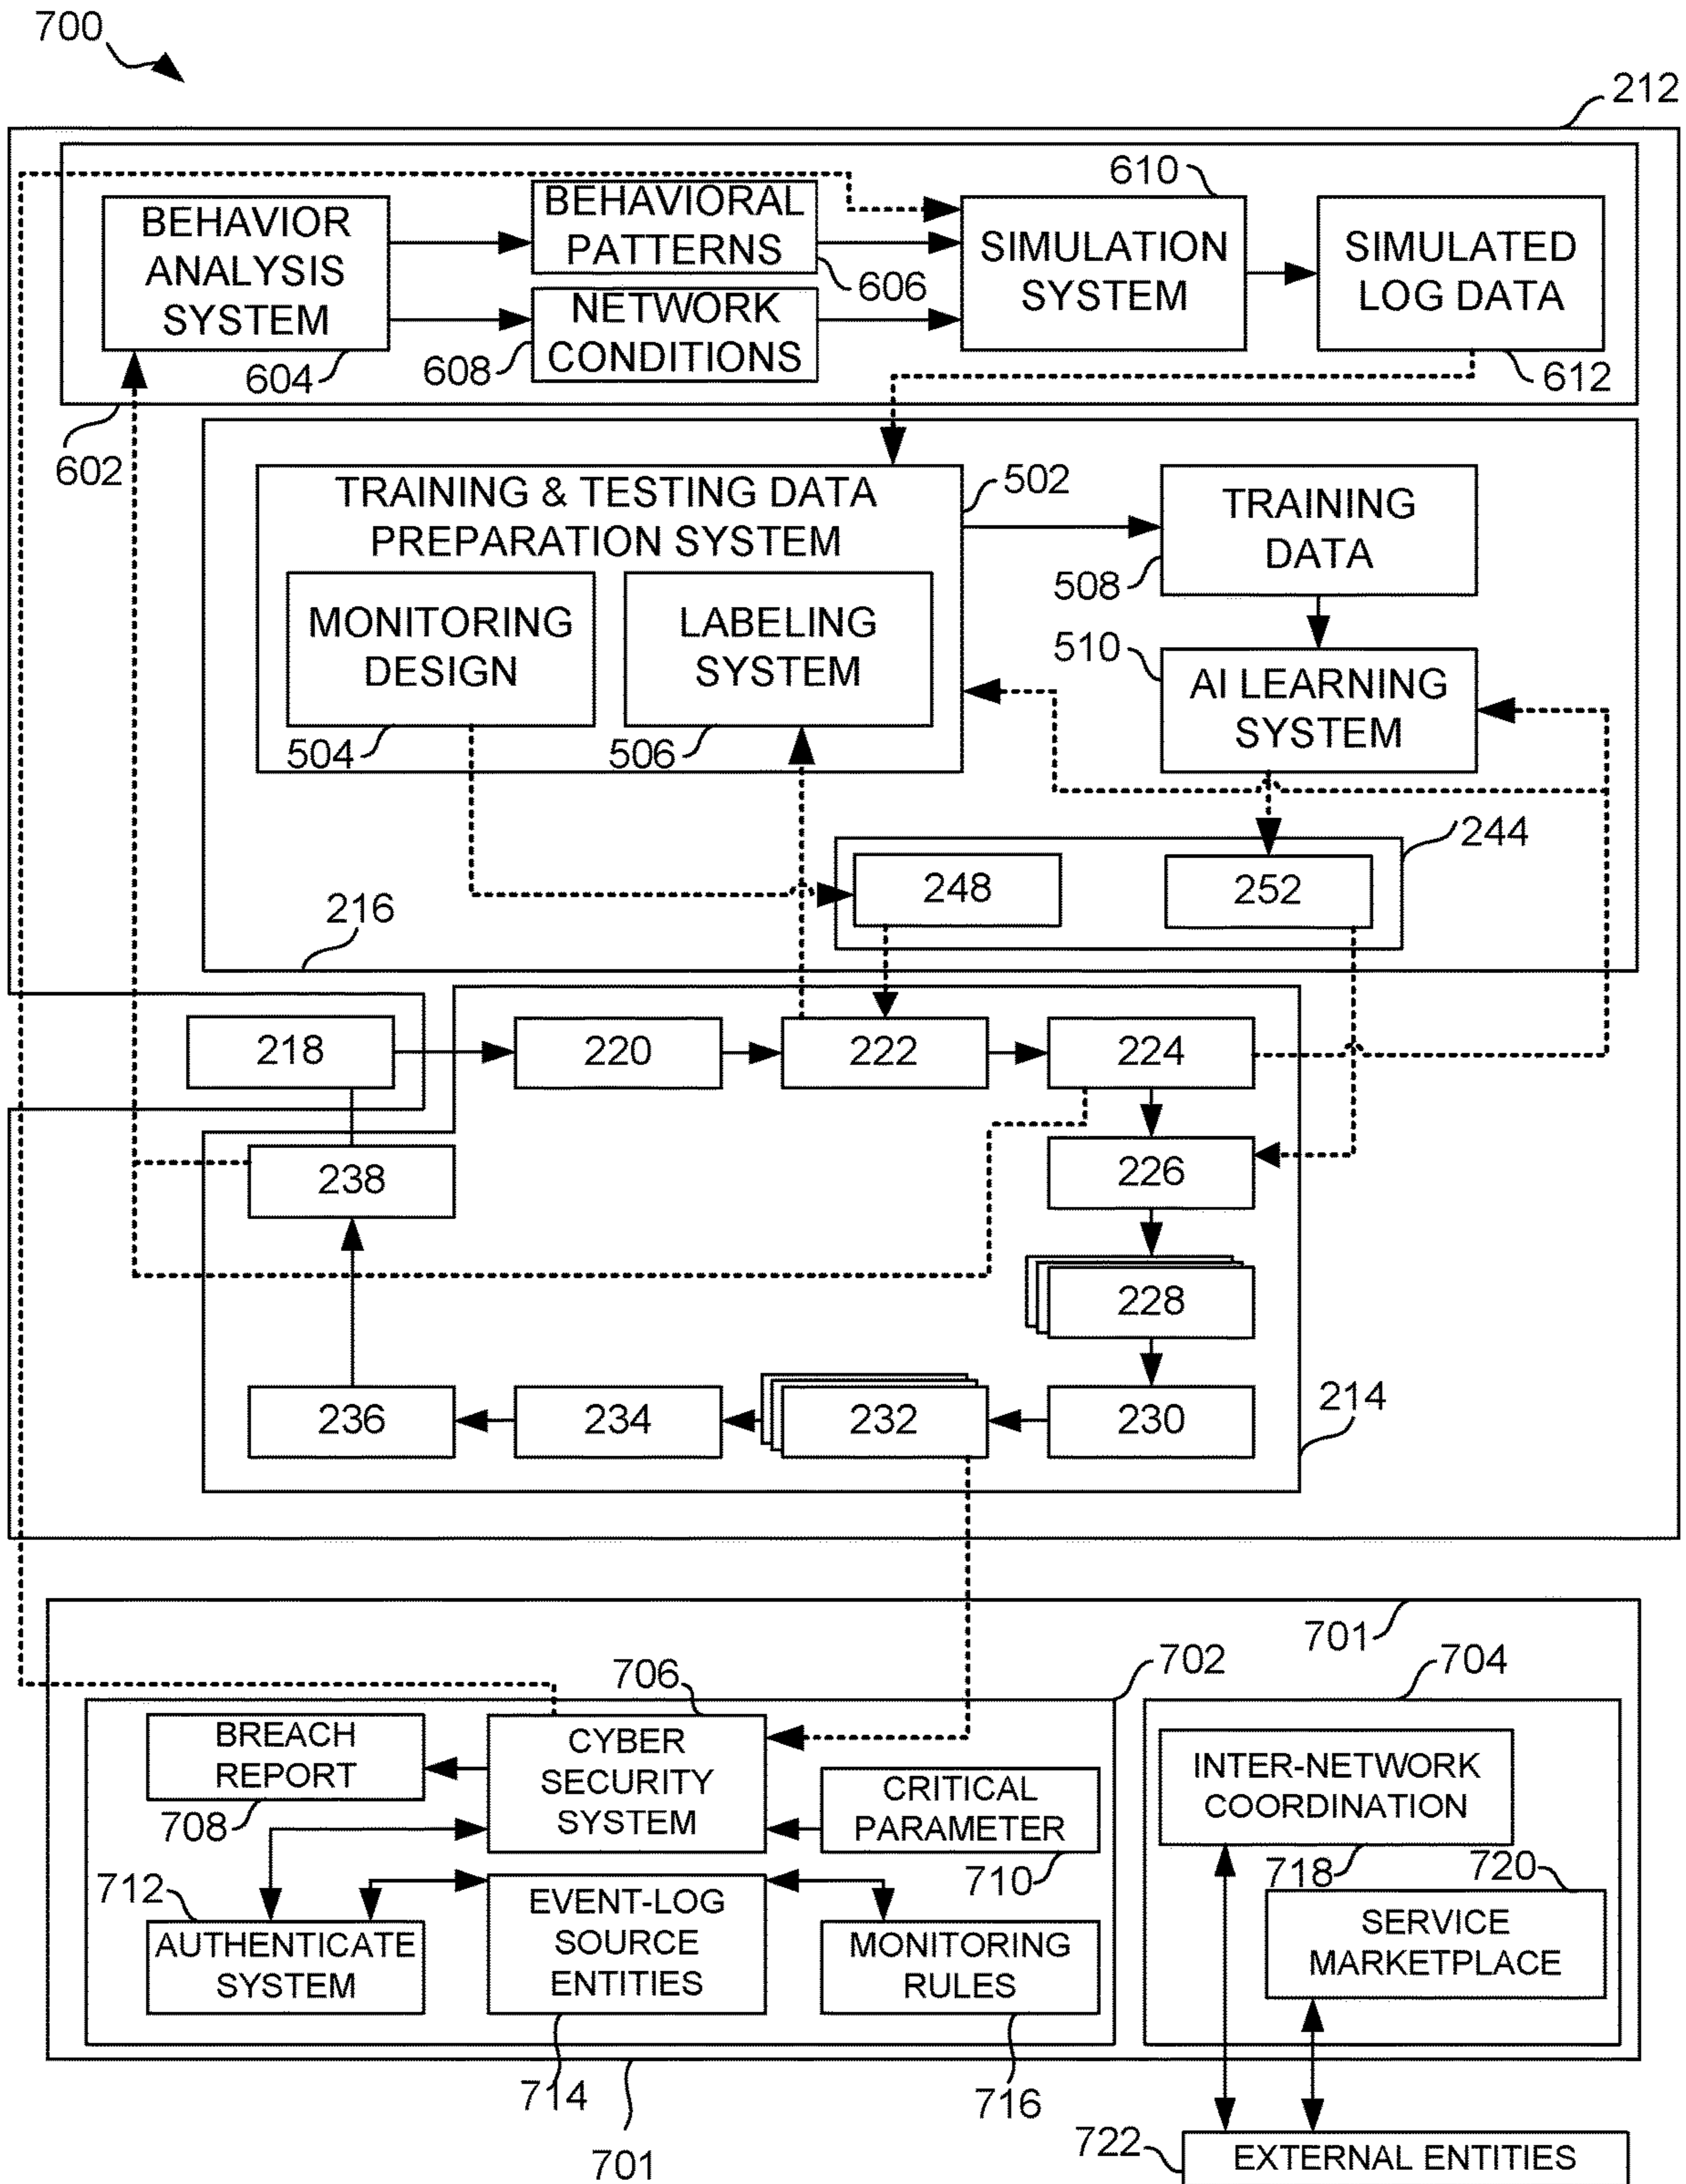 700
212
610
BEHAVIOR
ANALYSIS
SYSTEM
BEHAVIORAL
PATTERNS
SIMULATION
SYSTEM
SIMULATED
LOG DATA
606
NETWORK
CONDITIONS
604
608
612
602
TRAINING & TESTING DATA
PREPARATION SYSTEM
502
TRAINING
DATA
508
MONITORING
DESIGN
LABELING
SYSTEM
510
AI LEARNING
SYSTEM
504
506
244
248
252
216
218
220
222
224
238
226
228
236
234
232
230
214
701
702
704
706
BREACH
REPORT
CYBER
SECURITY
SYSTEM
INTER-NETWORK
COORDINATION
CRITICAL
PARAMETER
708
710
718
720
712
EVENT-LOG
SOURCE
ENTITIES
AUTHENTICATE
SYSTEM
MONITORING
RULES
SERVICE
MARKETPLACE
714
716
701
722
EXTERNAL ENTITIES